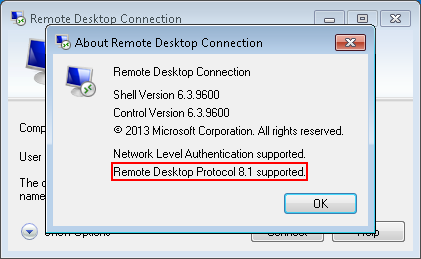 Remote Desktop Connection
About Remote Desktop Connection
Remote Desktop Connection
Shell Version 6.3.9600
Control Version 6.3.9600
© 2013 Microsoft Corporation. All rights reserved.
Network Level Authentication supported.
Remote Desktop Protocol 8.1 supported.
OK
User
The
name
Options
Connect
Help